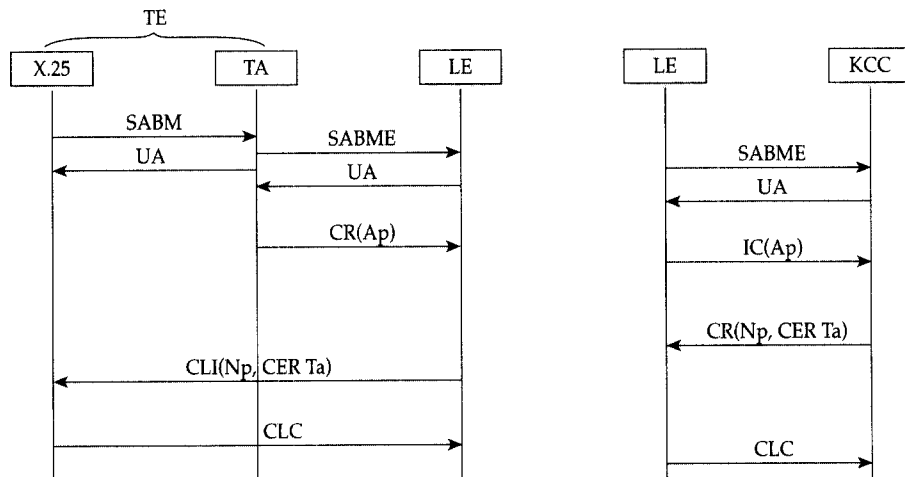 TE
X.25
TA
LE
LE
KCC
SABM
SABME
UA
SABME
UA
UA
CR(Ap)
IC(Ap)
CR(Np, CER Ta)
CLI(Np, CER Ta)
CLC
CLC